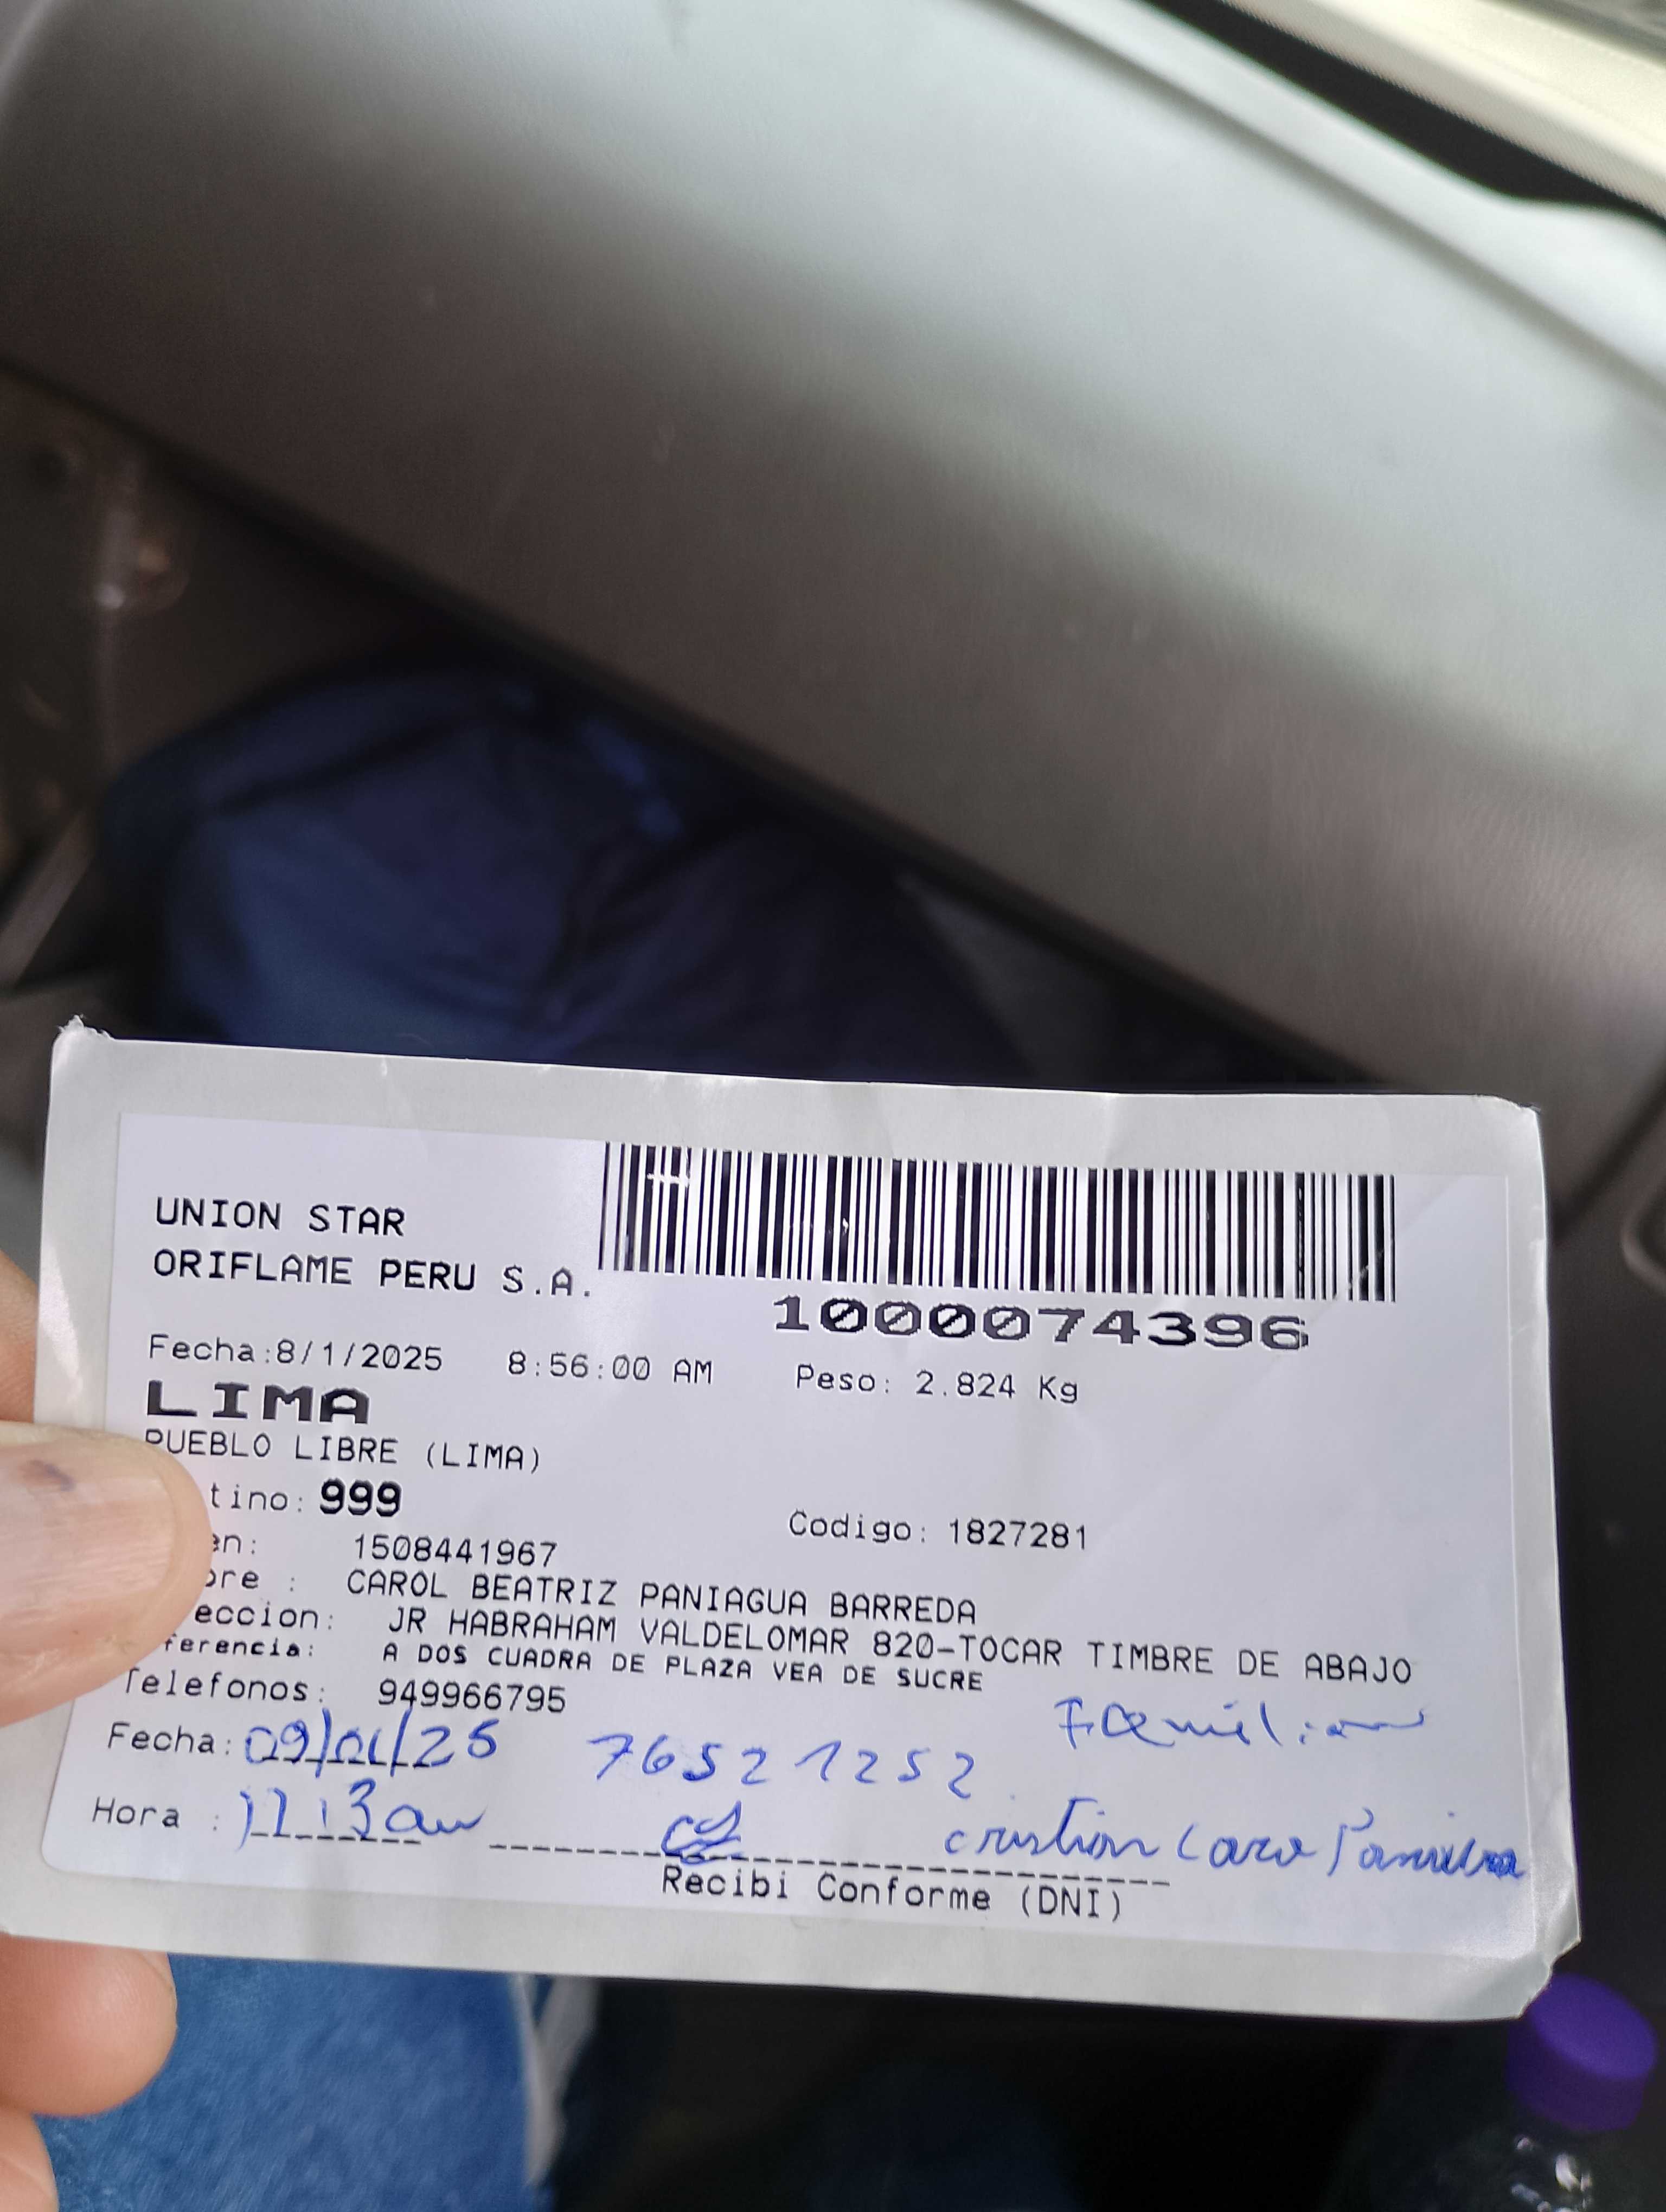 UNION STAR
ORIFLAME PERU S.A.
1000074396
Fecha:8/1/2025 8:56:00 AM Peso: 2.824 Kg
LIMA
PUEBLO LIBRE (LIMA)
tino: 999
Codigo: 1827281
en: 1508441967
bre : CAROL BEATRIZ PANIAGUA BARREDA
eccion: JR HABRAHAM VALDELOMAR 820-TOCAR TIMBRE DE ABAJO
ferencia: A DOS CUADRA DE PLAZA VEA DE SUCRE
Telefonos: 949966795
Familiar
Fecha: 09/01/25 76521252
Hora : 11:13am
Recibi Conforme (DNI)